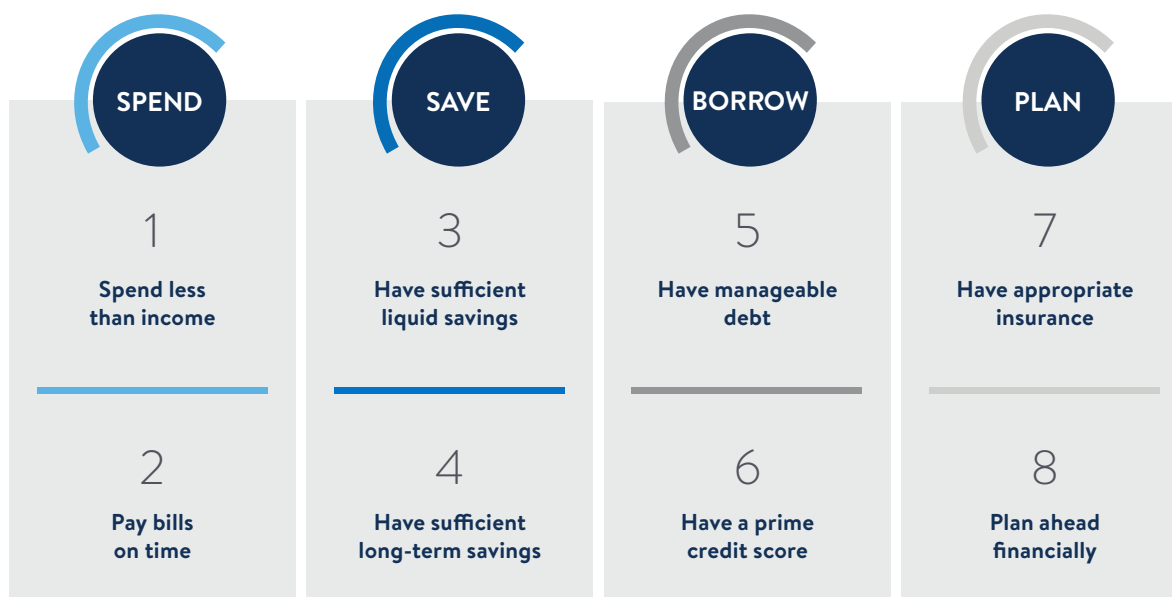 SPEND
1
Spend less
than income
2
Pay bills
on time
SAVE
3
Have sufficient
liquid savings
4
Have sufficient
long-term savings
BORROW
5
Have manageable
debt
6
Have a prime
credit score
PLAN
7
Have appropriate
insurance
8
Plan ahead
financially